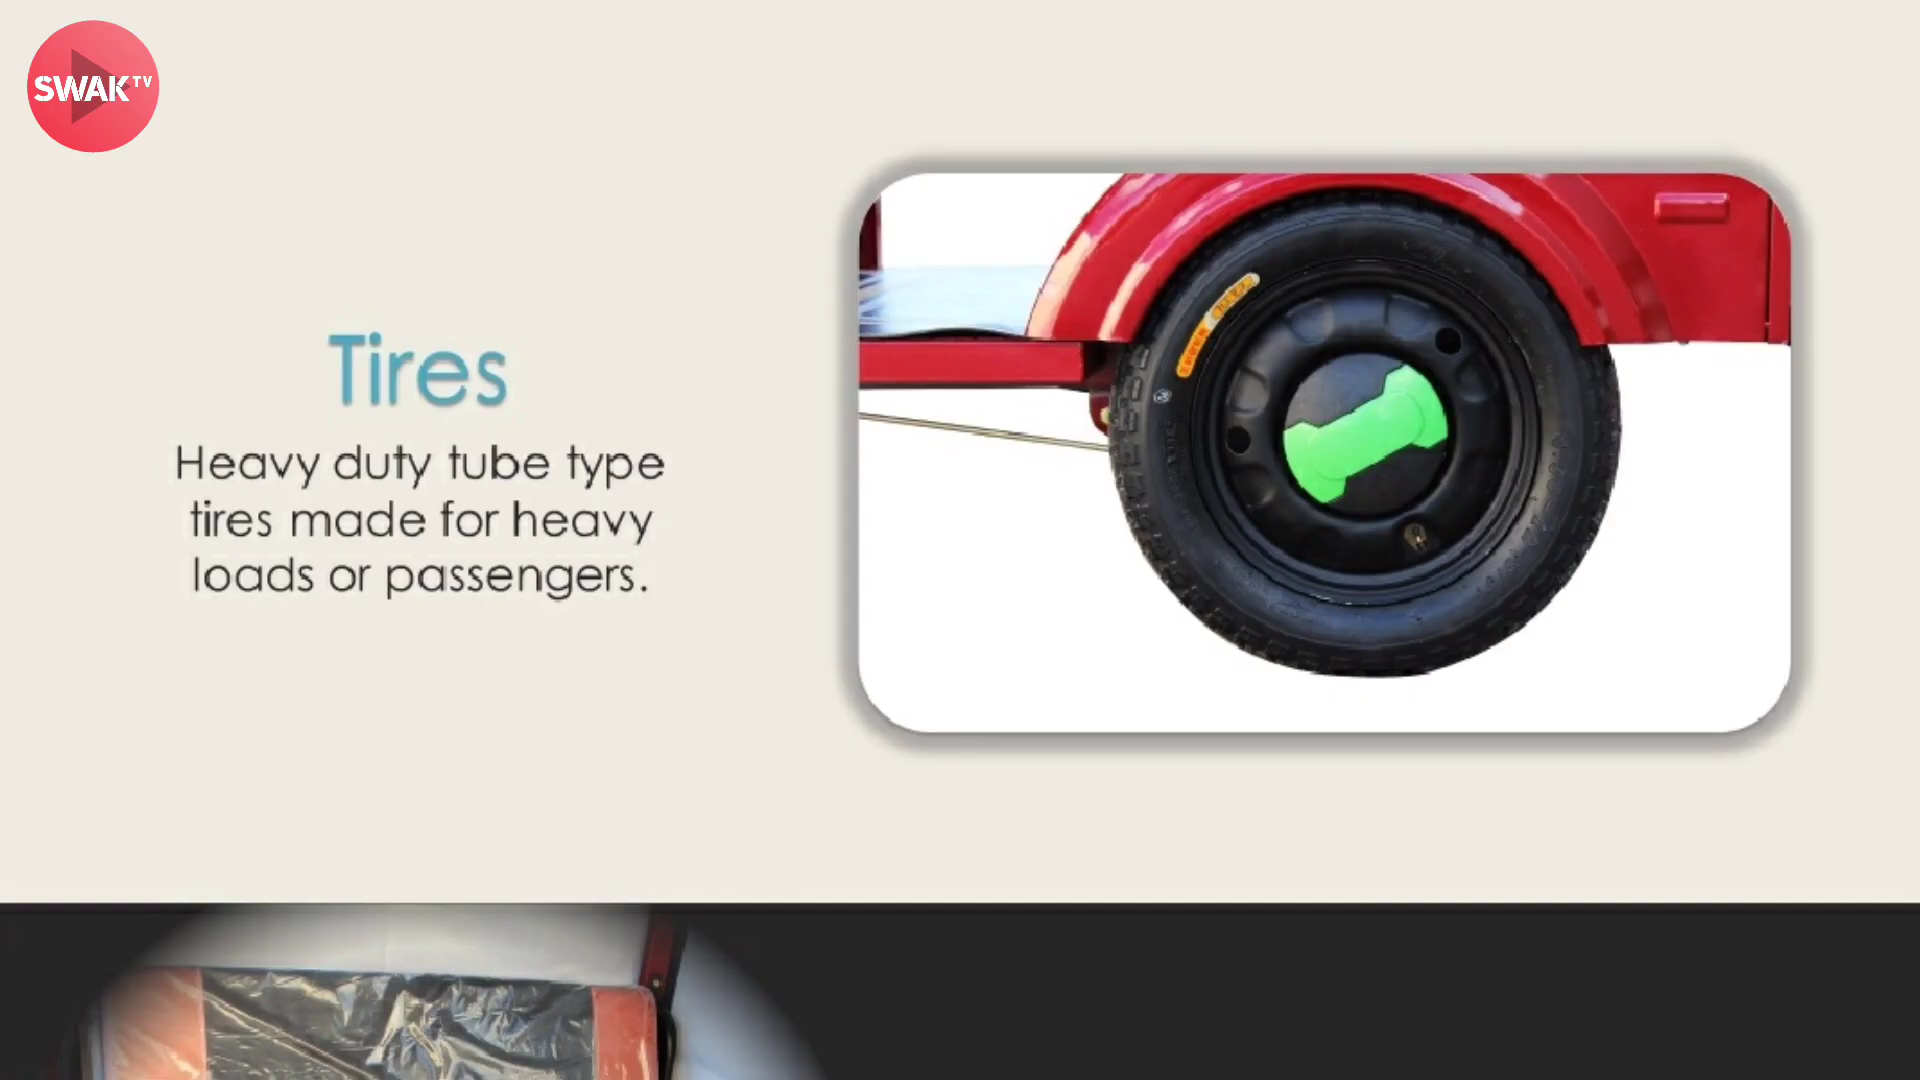 SWAK TV
Tires
Heavy duty tube type
tires made for heavy
loads or passengers.